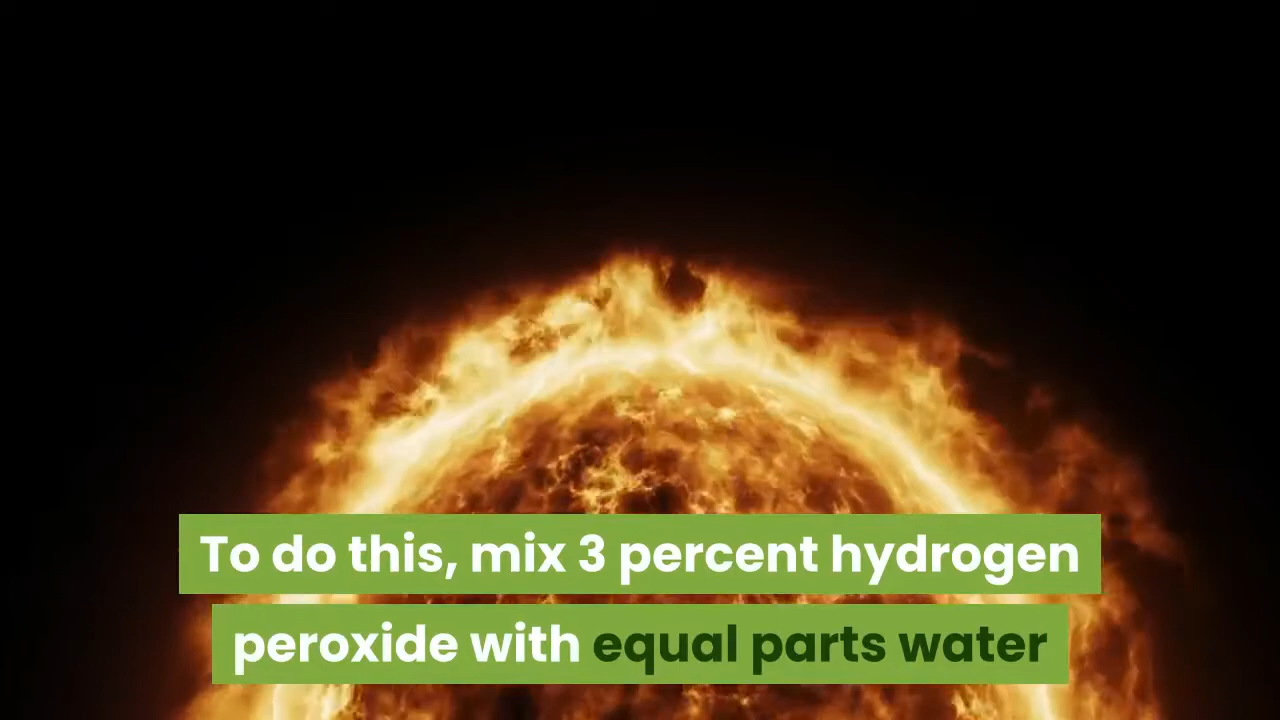 To do this, mix 3 percent hydrogen
peroxide with equal parts water